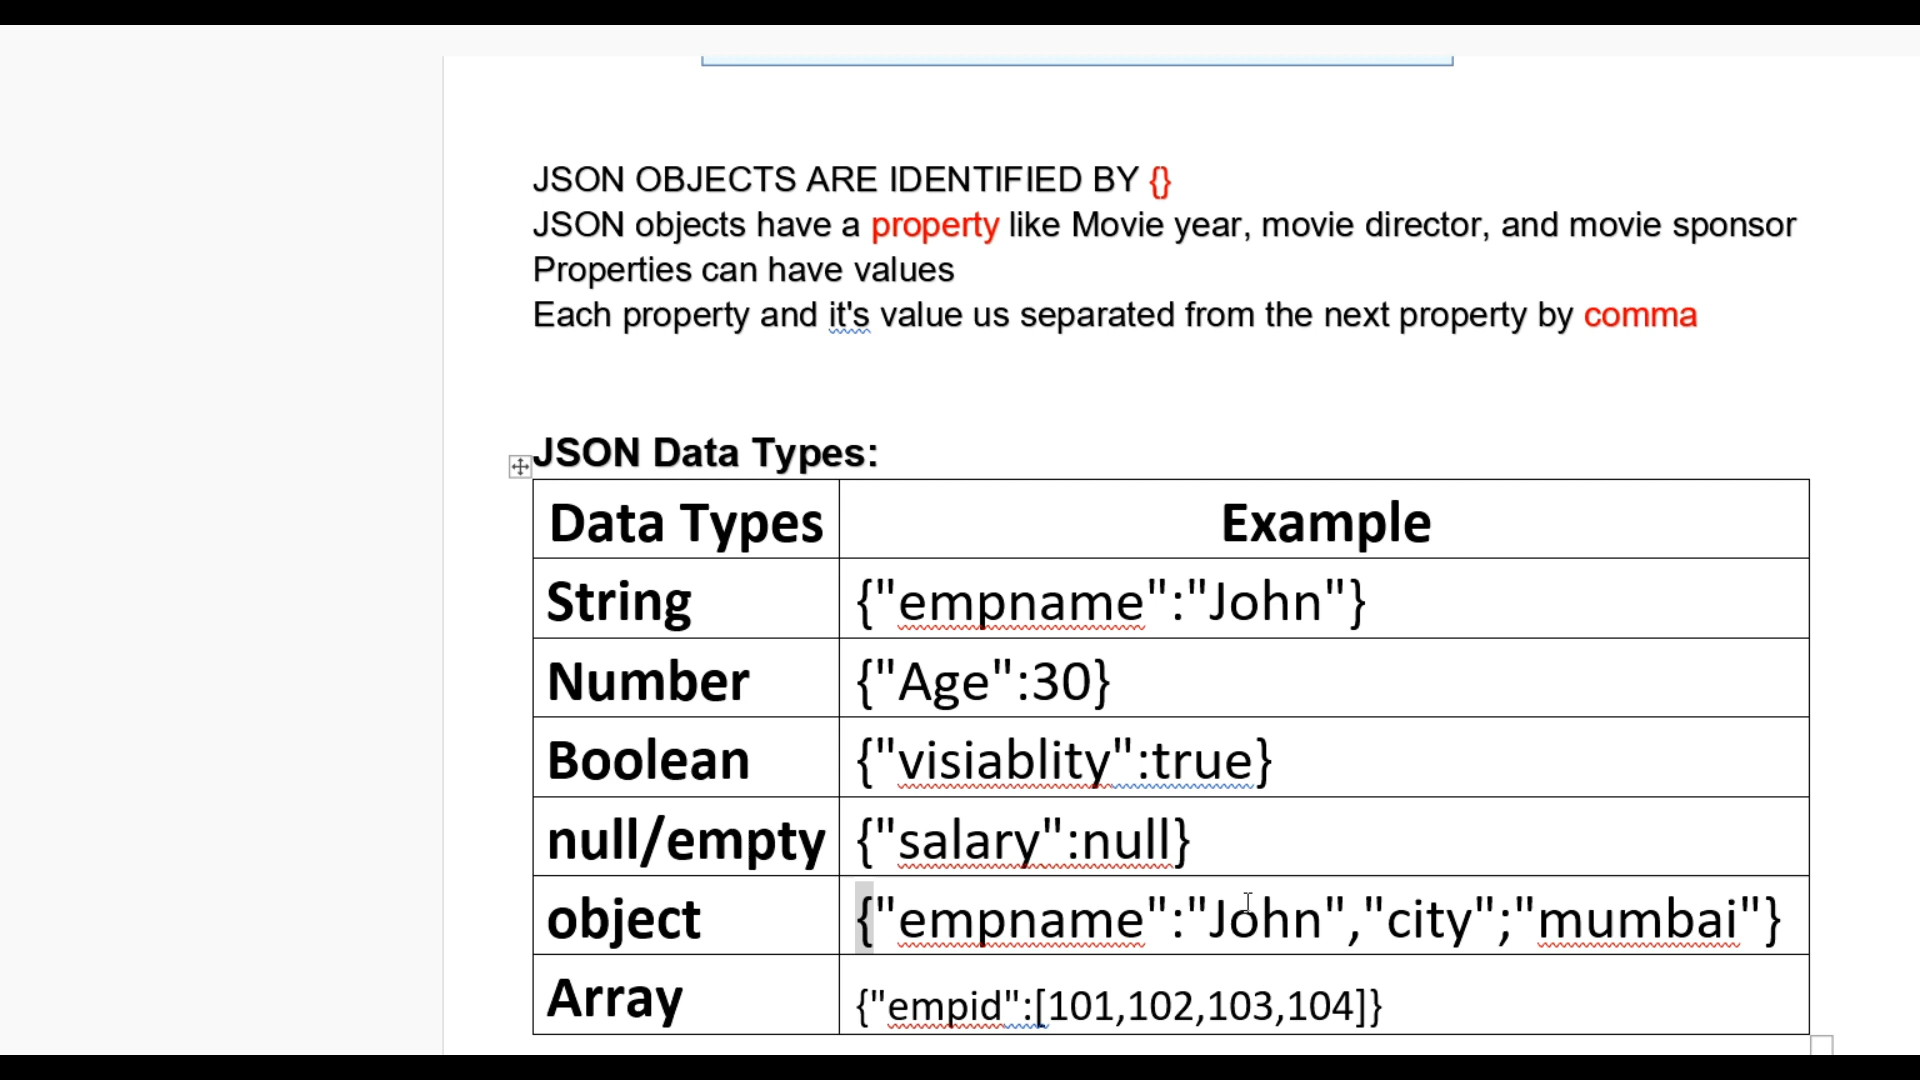 JSON OBJECTS ARE IDENTIFIED BY {}
JSON objects have a property like Movie year, movie director, and movie sponsor
Properties can have values
Each property and it's value us separated from the next property by comma
JSON Data Types:
Data Types Example
String {"empname":"John"}
Number {"Age":30}
Boolean {"visiablity":true}
null/empty {"salary":null}
object {"empname":"John","city";"mumbai"}
Array {"empid":[101,102,103,104]}